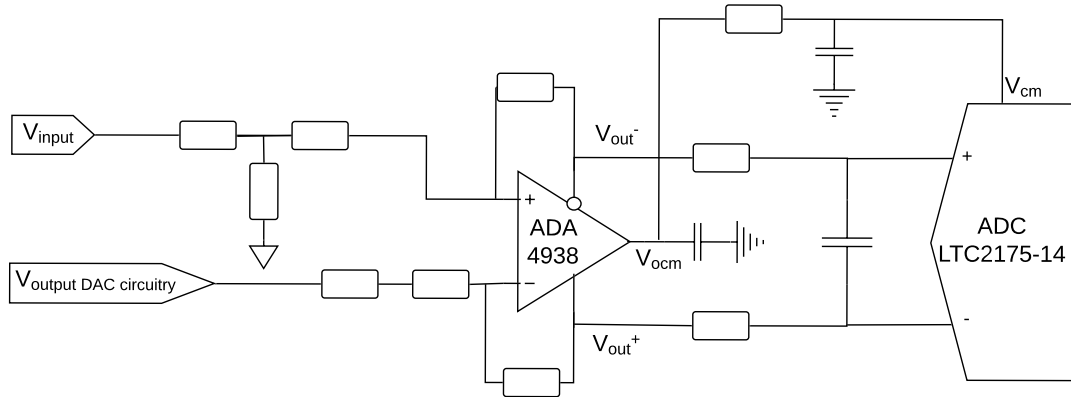 Vcm
Vinput
Vout-
+
+
ADA
4938
ADC
LTC2175-14
Vocm
Voutput DAC circuitry
−
-
Vout+